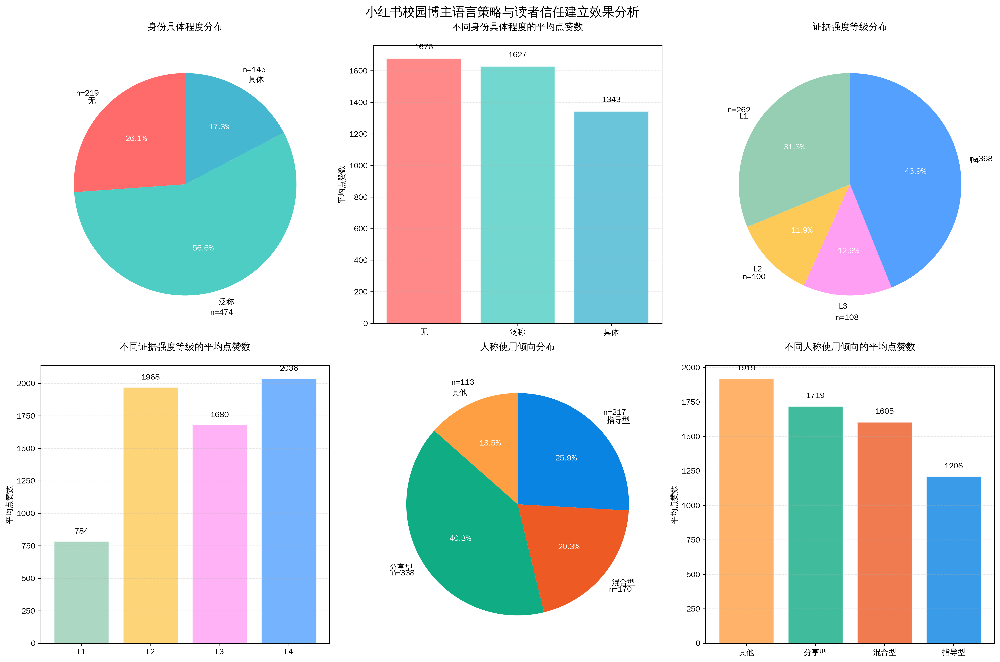 小红书校园博主语言策略与读者信任建立效果分析
身份具体程度分布
n=145
具体
n=219
无
17.3%
26.1%
56.6%
泛称
n=474
不同身份具体程度的平均点赞数
平均点赞数
1600
1400
1200
1000
800
600
400
200
0
1676
1627
1343
无
泛称
具体
证据强度等级分布
n=262
L1
31.3%
n=368
L4
43.9%
11.9%
12.9%
L2
n=100
L3
n=108
不同证据强度等级的平均点赞数
平均点赞数
2000
1750
1500
1250
1000
750
500
250
0
784
1968
1680
2036
L1
L2
L3
L4
人称使用倾向分布
n=113
其他
n=217
指导型
13.5%
25.9%
40.3%
20.3%
分享型
n=338
混合型
n=170
不同人称使用倾向的平均点赞数
平均点赞数
2000
1750
1500
1250
1000
750
500
250
0
1919
1719
1605
1208
其他
分享型
混合型
指导型